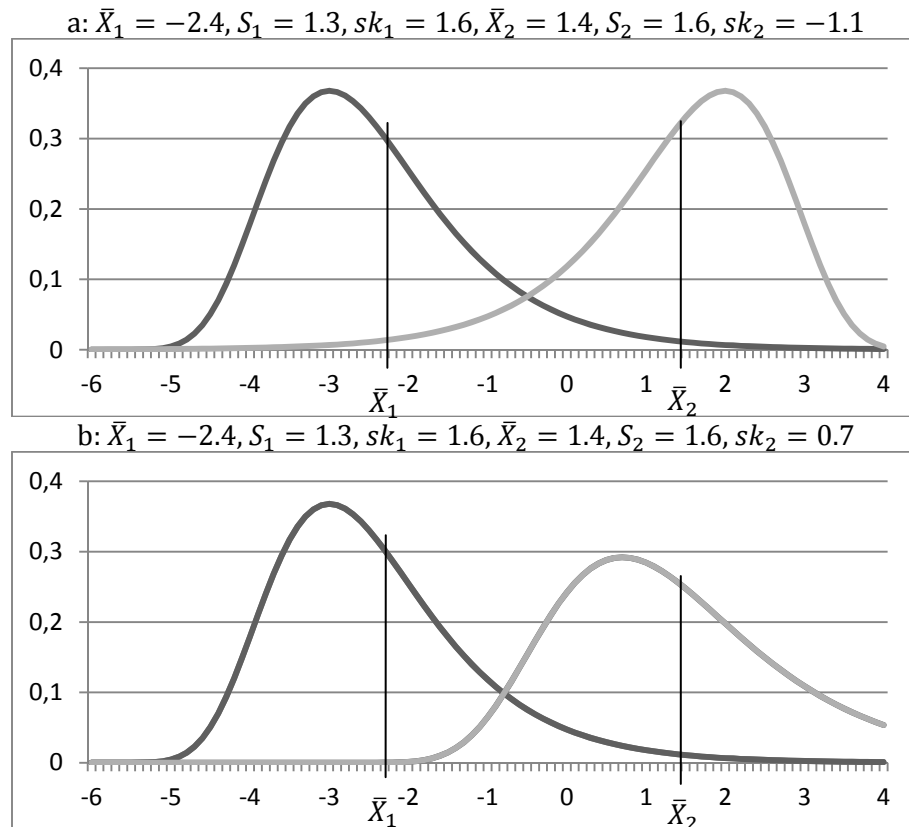 a: X̄₁ = −2.4, S₁ = 1.3, sk₁ = 1.6, X̄₂ = 1.4, S₂ = 1.6, sk₂ = −1.1
0,4
0,3
0,2
0,1
0
-6 -5 -4 -3 -2 -1 0 1 2 3 4
X̄₁ X̄₂
b: X̄₁ = −2.4, S₁ = 1.3, sk₁ = 1.6, X̄₂ = 1.4, S₂ = 1.6, sk₂ = 0.7
0,4
0,3
0,2
0,1
0
-6 -5 -4 -3 -2 -1 0 1 2 3 4
X̄₁ X̄₂